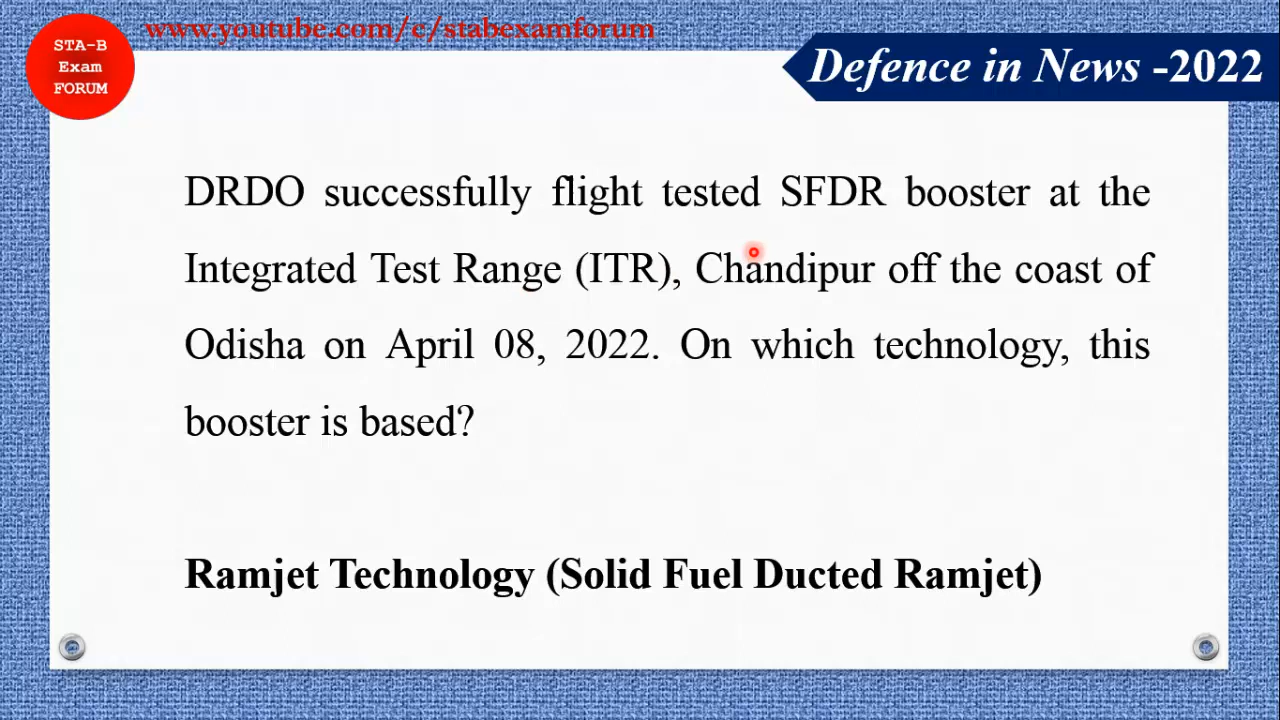 www.youtube.com/c/stabexamforum
STA-B
Exam
FORUM
Defence in News -2022
DRDO successfully flight tested SFDR booster at the
Integrated Test Range (ITR), Chandipur off the coast of
Odisha on April 08, 2022. On which technology, this
booster is based?
Ramjet Technology (Solid Fuel Ducted Ramjet)